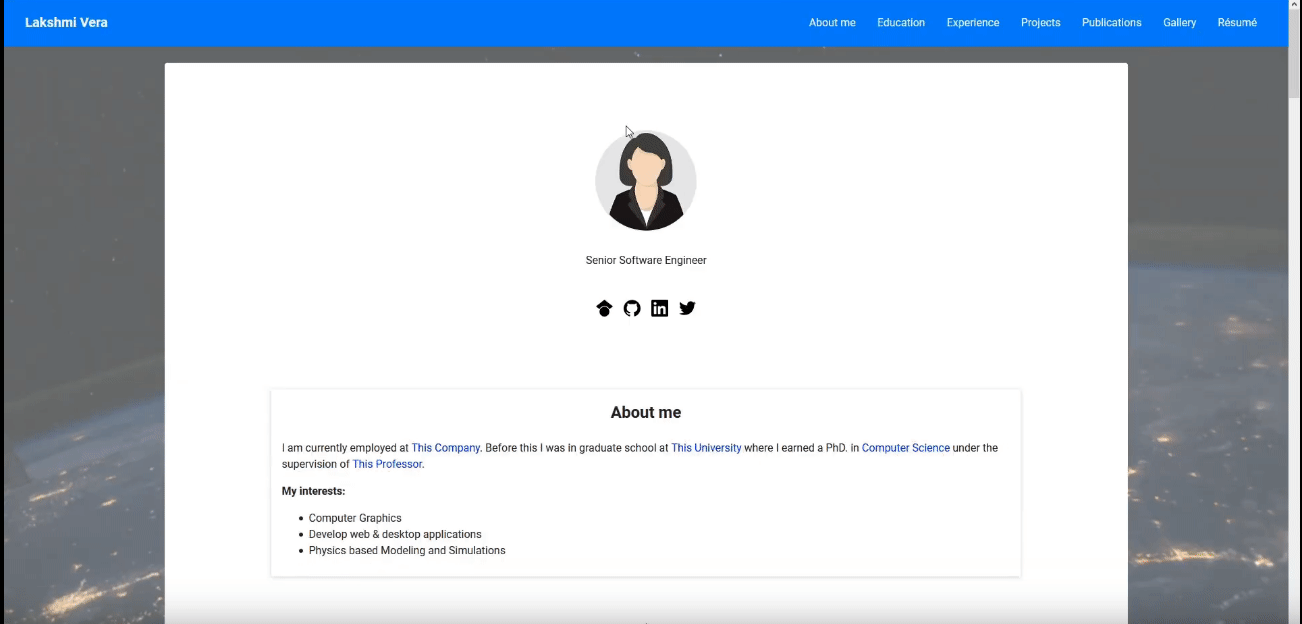 Lakshmi Vera
About me Education Experience Projects Publications Gallery Résumé
Senior Software Engineer
in
About me
I am currently employed at This Company. Before this I was in graduate school at This University where I earned a PhD. in Computer Science under the
supervision of This Professor.
My interests:
Computer Graphics
Develop web & desktop applications
Physics based Modeling and Simulations